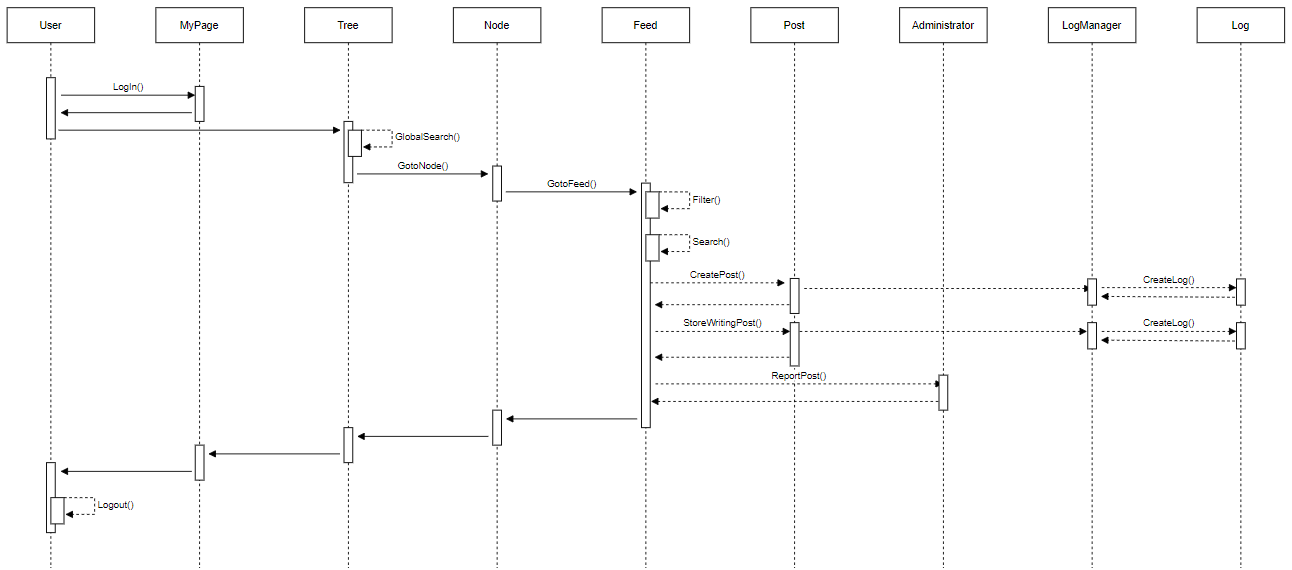 User
MyPage
Tree
Node
Feed
Post
Administrator
LogManager
Log
LogIn()
GlobalSearch()
GotoNode()
GotoFeed()
Filter()
Search()
CreatePost()
CreateLog()
StoreWritingPost()
CreateLog()
ReportPost()
Logout()